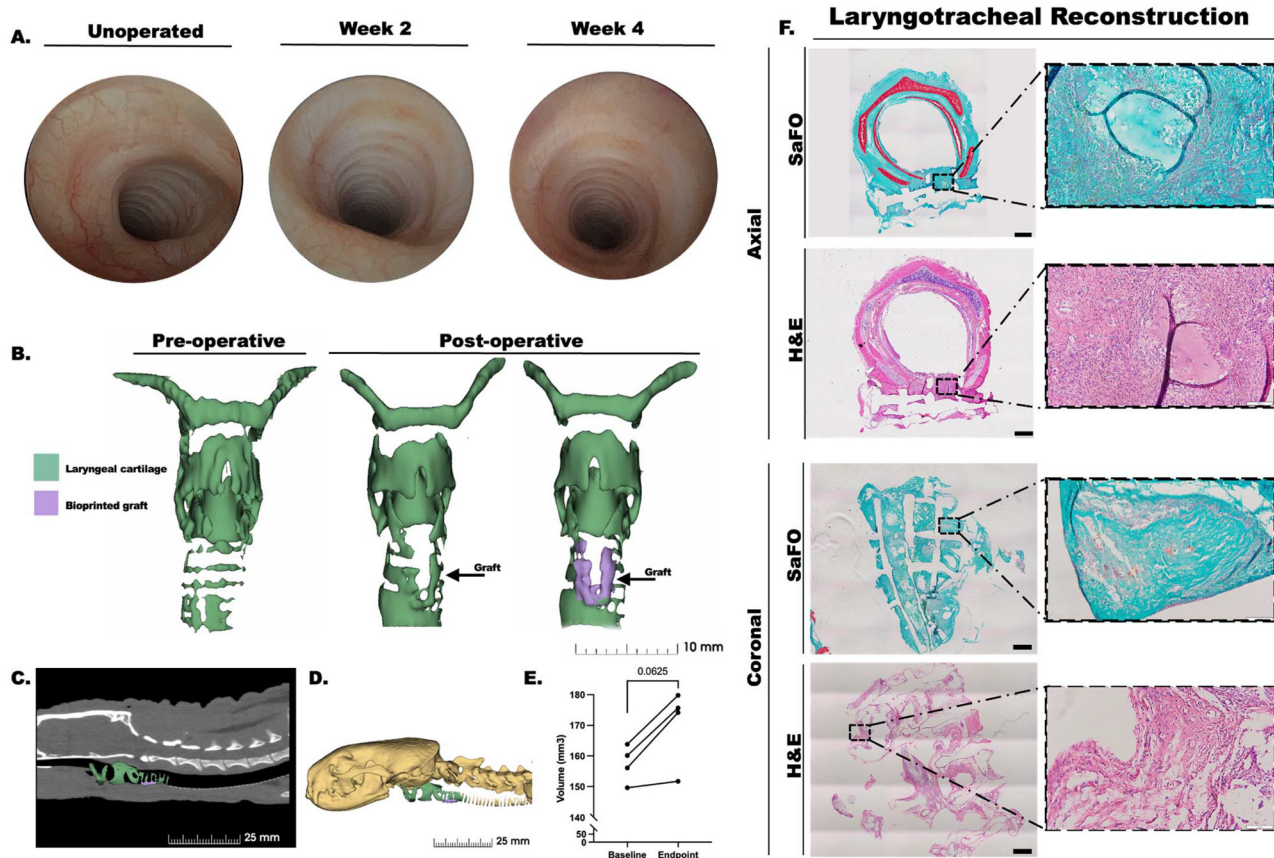 A.
Unoperated
Week 2
Week 4
B.
Pre-operative
Post-operative
Laryngeal cartilage
Bioprinted graft
Graft
Graft
10 mm
C.
25 mm
D.
25 mm
E.
0.0625
Volume (mm3)
180
170
160
150
140
50
0
Baseline
Endpoint
F.
Laryngotracheal Reconstruction
Axial
SaFO
H&E
Coronal
SaFO
H&E